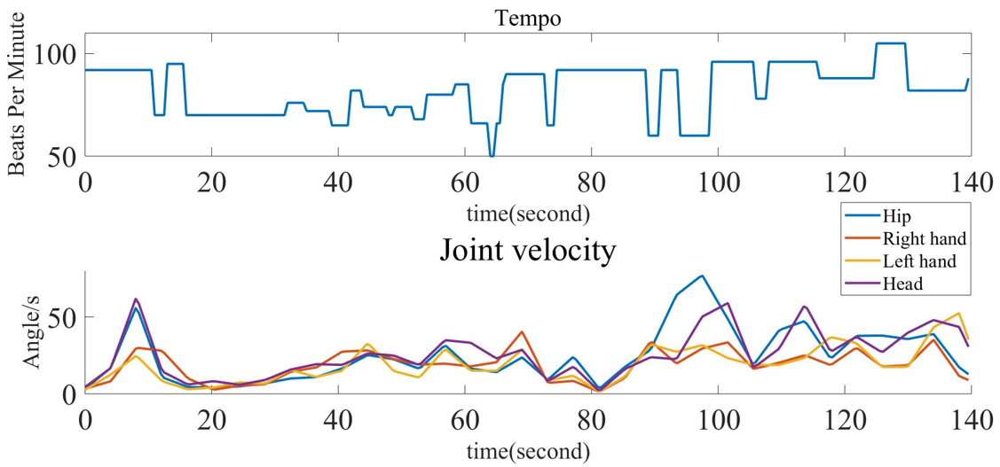 Tempo
Beats Per Minute
100
50
0 20 40 60 80 100 120 140
time(second)
Hip
Right hand
Left hand
Head
Joint velocity
Angle/s
50
0
0 20 40 60 80 100 120 140
time(second)